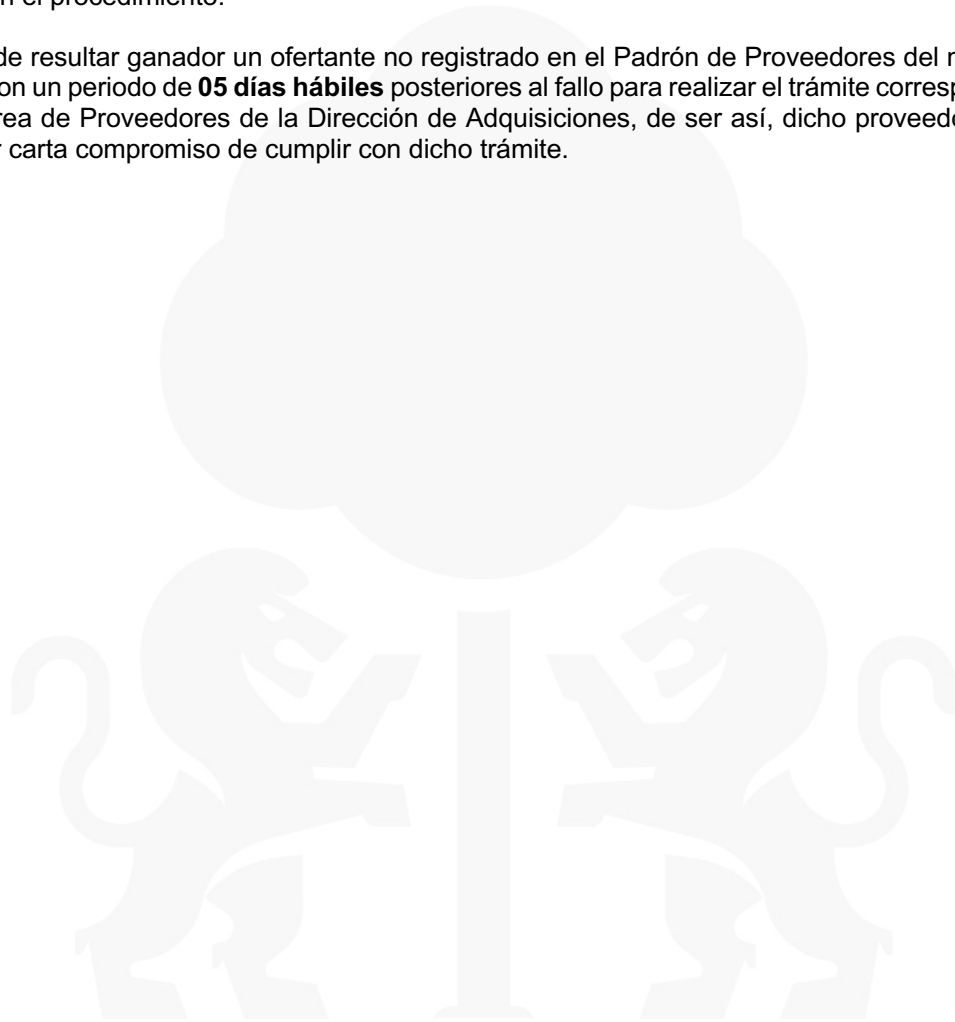 el procedimiento.
de resultar ganador un ofertante no registrado en el Padrón de Proveedores del
on un periodo de 05 días hábiles posteriores al fallo para realizar el trámite
rea de Proveedores de la Dirección de Adquisiciones, de ser así, dicho
carta compromiso de cumplir con dicho trámite.